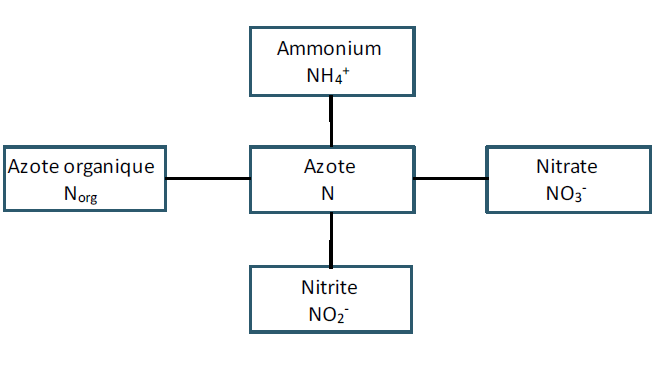 Ammonium
NH₄⁺
Azote organique
Norg
Azote
N
Nitrate
NO₃⁻
Nitrite
NO₂⁻